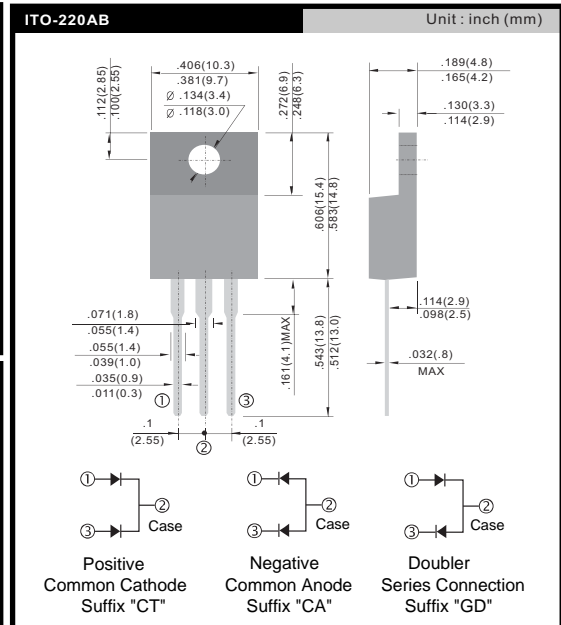 ITO-220AB
Unit : inch (mm)
.406(10.3)
.381(9.7)
Ø .134(3.4)
Ø .118(3.0)
.112(2.85)
.100(2.55)
.272(6.9)
.248(6.3)
.189(4.8)
.165(4.2)
.130(3.3)
.114(2.9)
.606(15.4)
.583(14.8)
.071(1.8)
.055(1.4)
.055(1.4)
.039(1.0)
.035(0.9)
.011(0.3)
.161(4.1)MAX
.543(13.8)
.512(13.0)
.114(2.9)
.098(2.5)
.032(.8)
MAX
① ③
.1
(2.55)
②
.1
(2.55)
① ② ③ Case
① ② ③ Case
① ② ③ Case
Positive
Common Cathode
Suffix "CT"
Negative
Common Anode
Suffix "CA"
Doubler
Series Connection
Suffix "GD"